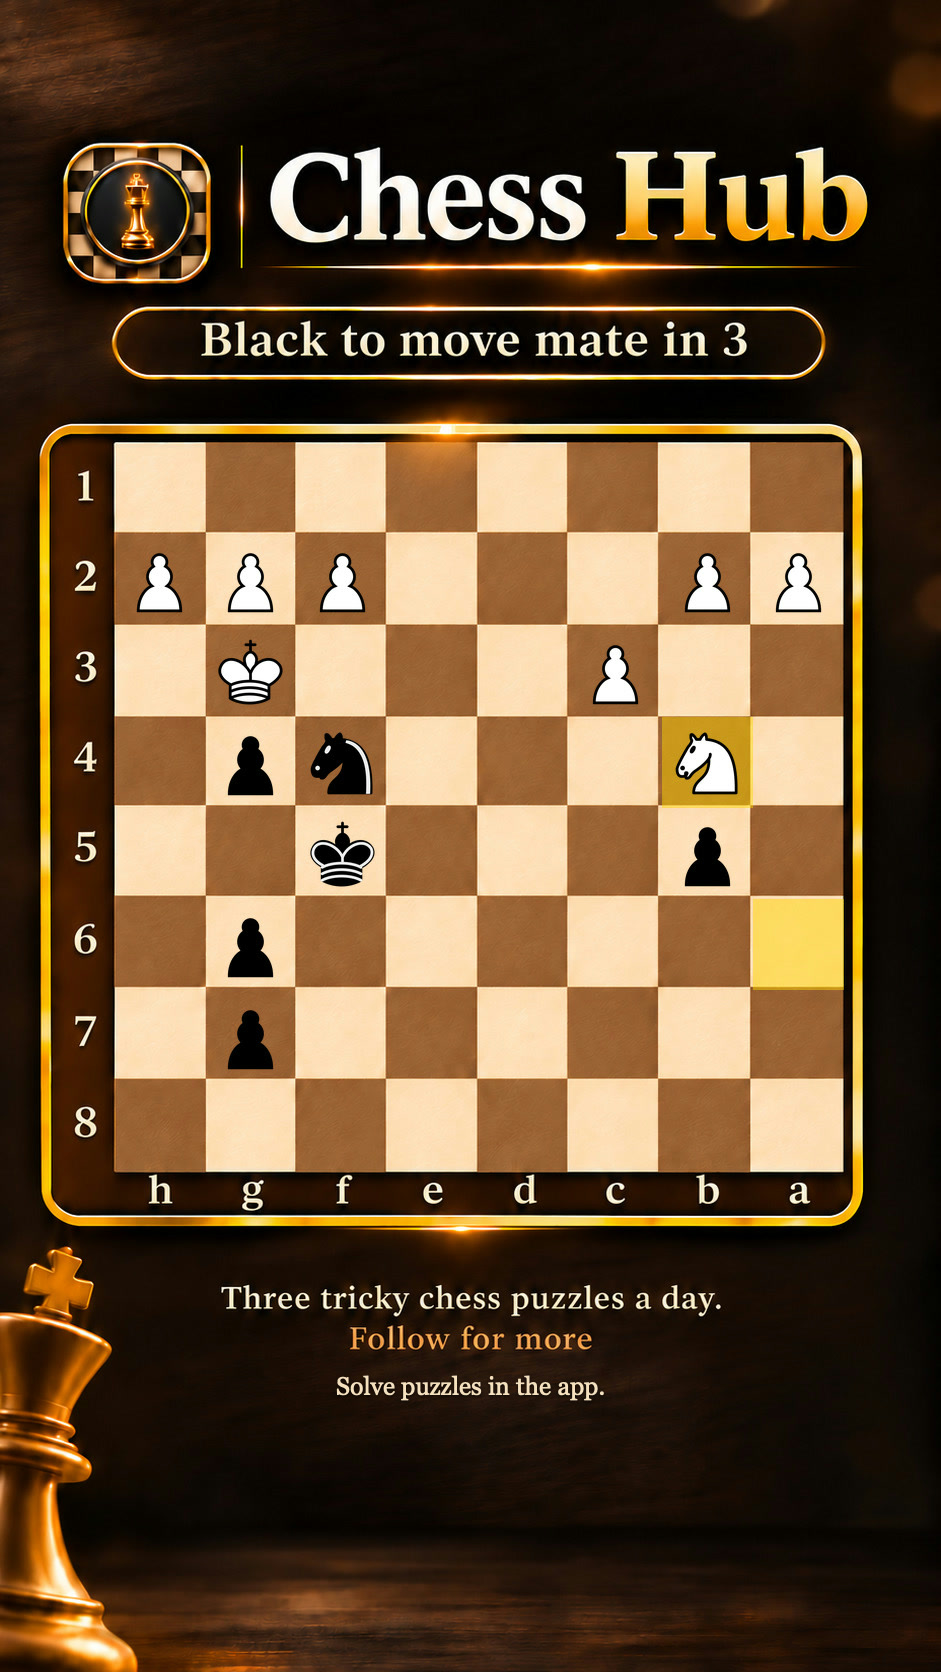 Chess Hub
Black to move mate in 3
1
2
3
4
5
6
7
8
h g f e d c b a
Three tricky chess puzzles a day.
Follow for more
Solve puzzles in the app.